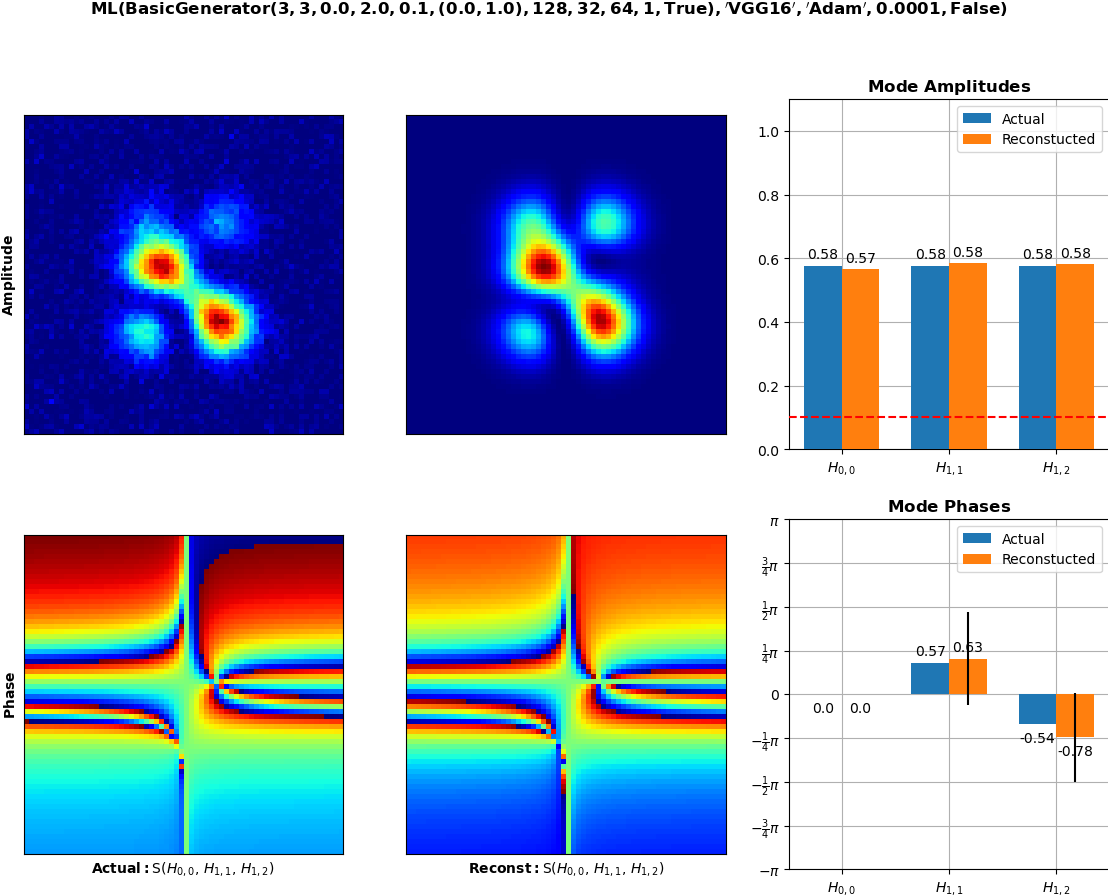 ML(BasicGenerator(3, 3, 0.0, 2.0, 0.1, (0.0, 1.0), 128, 32, 64, 1, True), ′VGG16′, ′Adam′, 0.0001, False)
Amplitude
Mode Amplitudes
Actual
Reconstucted
1.0
0.8
0.6
0.4
0.2
0.0
0.58 0.57
0.58 0.58
0.58 0.58
H0,0
H1,1
H1,2
Phase
Actual: S(H0,0, H1,1, H1,2)
Reconst: S(H0,0, H1,1, H1,2)
Mode Phases
Actual
Reconstucted
π
3/4π
1/2π
1/4π
0
−1/4π
−1/2π
−3/4π
−π
0.0 0.0
0.57 0.63
-0.54
-0.78
H0,0
H1,1
H1,2